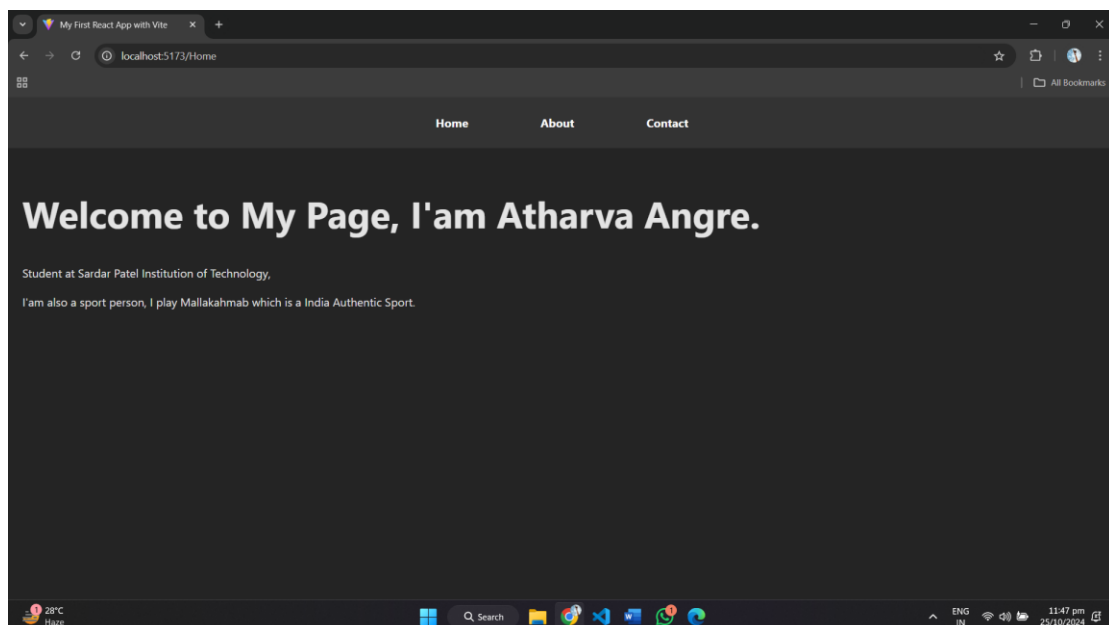 My First React App with Vite
localhost:5173/Home
All Bookmarks
Home About Contact
Welcome to My Page, I'am Atharva Angre.
Student at Sardar Patel Institution of Technology,
I'am also a sport person, I play Mallakahmab which is a India Authentic Sport.
1
28°C
Haze
Search
1
ENG
IN
11:47 pm
25/10/2024